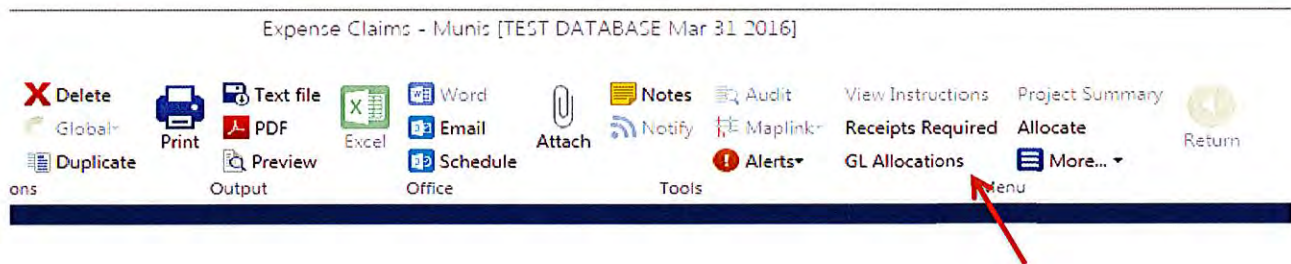 Expense Claims - Munis [TEST DATABASE Mar 31 2016]
Delete Text file Word Notes Audit View Instructions Project Summary
Global Print PDF Excel Email Attach Notify Maplink Receipts Required Allocate Return
Duplicate Preview Schedule Alerts GL Allocations More...
ons Output Office Tools enu